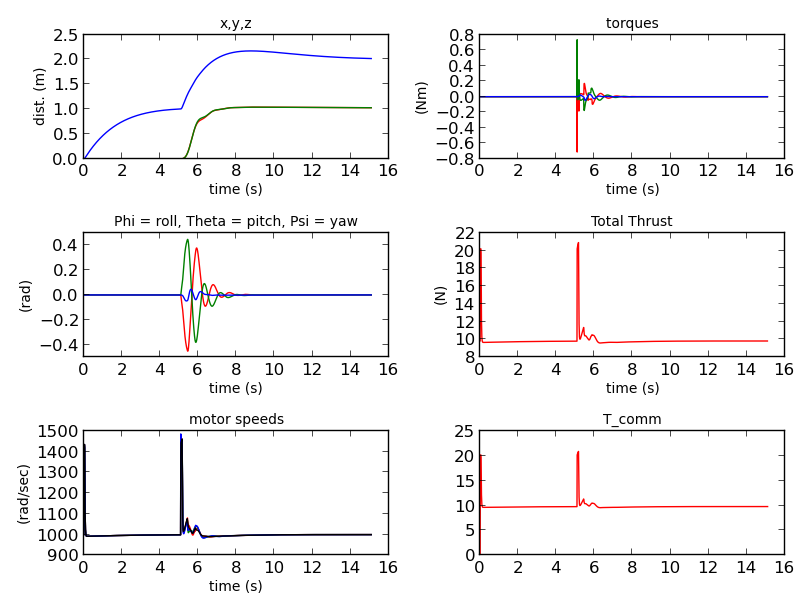 x,y,z
dist. (m)
2.5
2.0
1.5
1.0
0.5
0.0
0 2 4 6 8 10 12 14 16
time (s)
torques
(Nm)
0.8
0.6
0.4
0.2
0.0
−0.2
−0.4
−0.6
−0.8
0 2 4 6 8 10 12 14 16
time (s)
Phi = roll, Theta = pitch, Psi = yaw
(rad)
0.4
0.2
0.0
−0.2
−0.4
0 2 4 6 8 10 12 14 16
time (s)
Total Thrust
(N)
22
20
18
16
14
12
10
8
0 2 4 6 8 10 12 14 16
time (s)
motor speeds
(rad/sec)
1500
1400
1300
1200
1100
1000
900
0 2 4 6 8 10 12 14 16
time (s)
T_comm
25
20
15
10
5
0
0 2 4 6 8 10 12 14 16